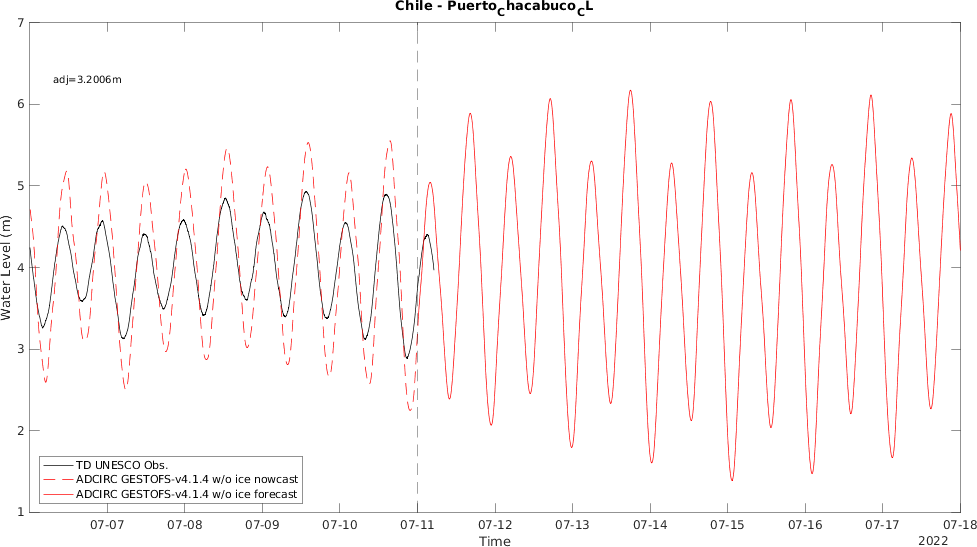 Chile - Puerto_Chacabuco_CL
7
adj=3.2006m
6
5
4
3
2
1
Water Level (m)
TD UNESCO Obs.
ADCIRC GESTOFS-v4.1.4 w/o ice nowcast
ADCIRC GESTOFS-v4.1.4 w/o ice forecast
07-07 07-08 07-09 07-10 07-11 07-12 07-13 07-14 07-15 07-16 07-17 07-18
Time
2022